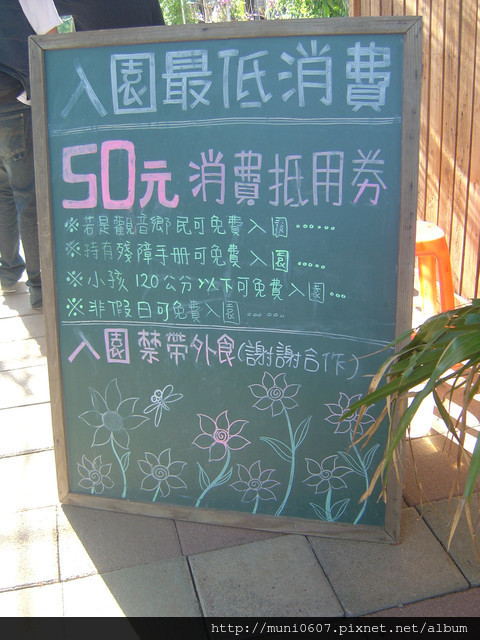 入園最低消費
50元消費抵用券
※若是觀音鄉民可免費入園......
※持有殘障手册可免費入園.....
※小孩120公分以下可免費入園...
※非假日可免費入園.....
入園禁帶外食(謝謝合作)
http://muni0607.pixnet.net/album